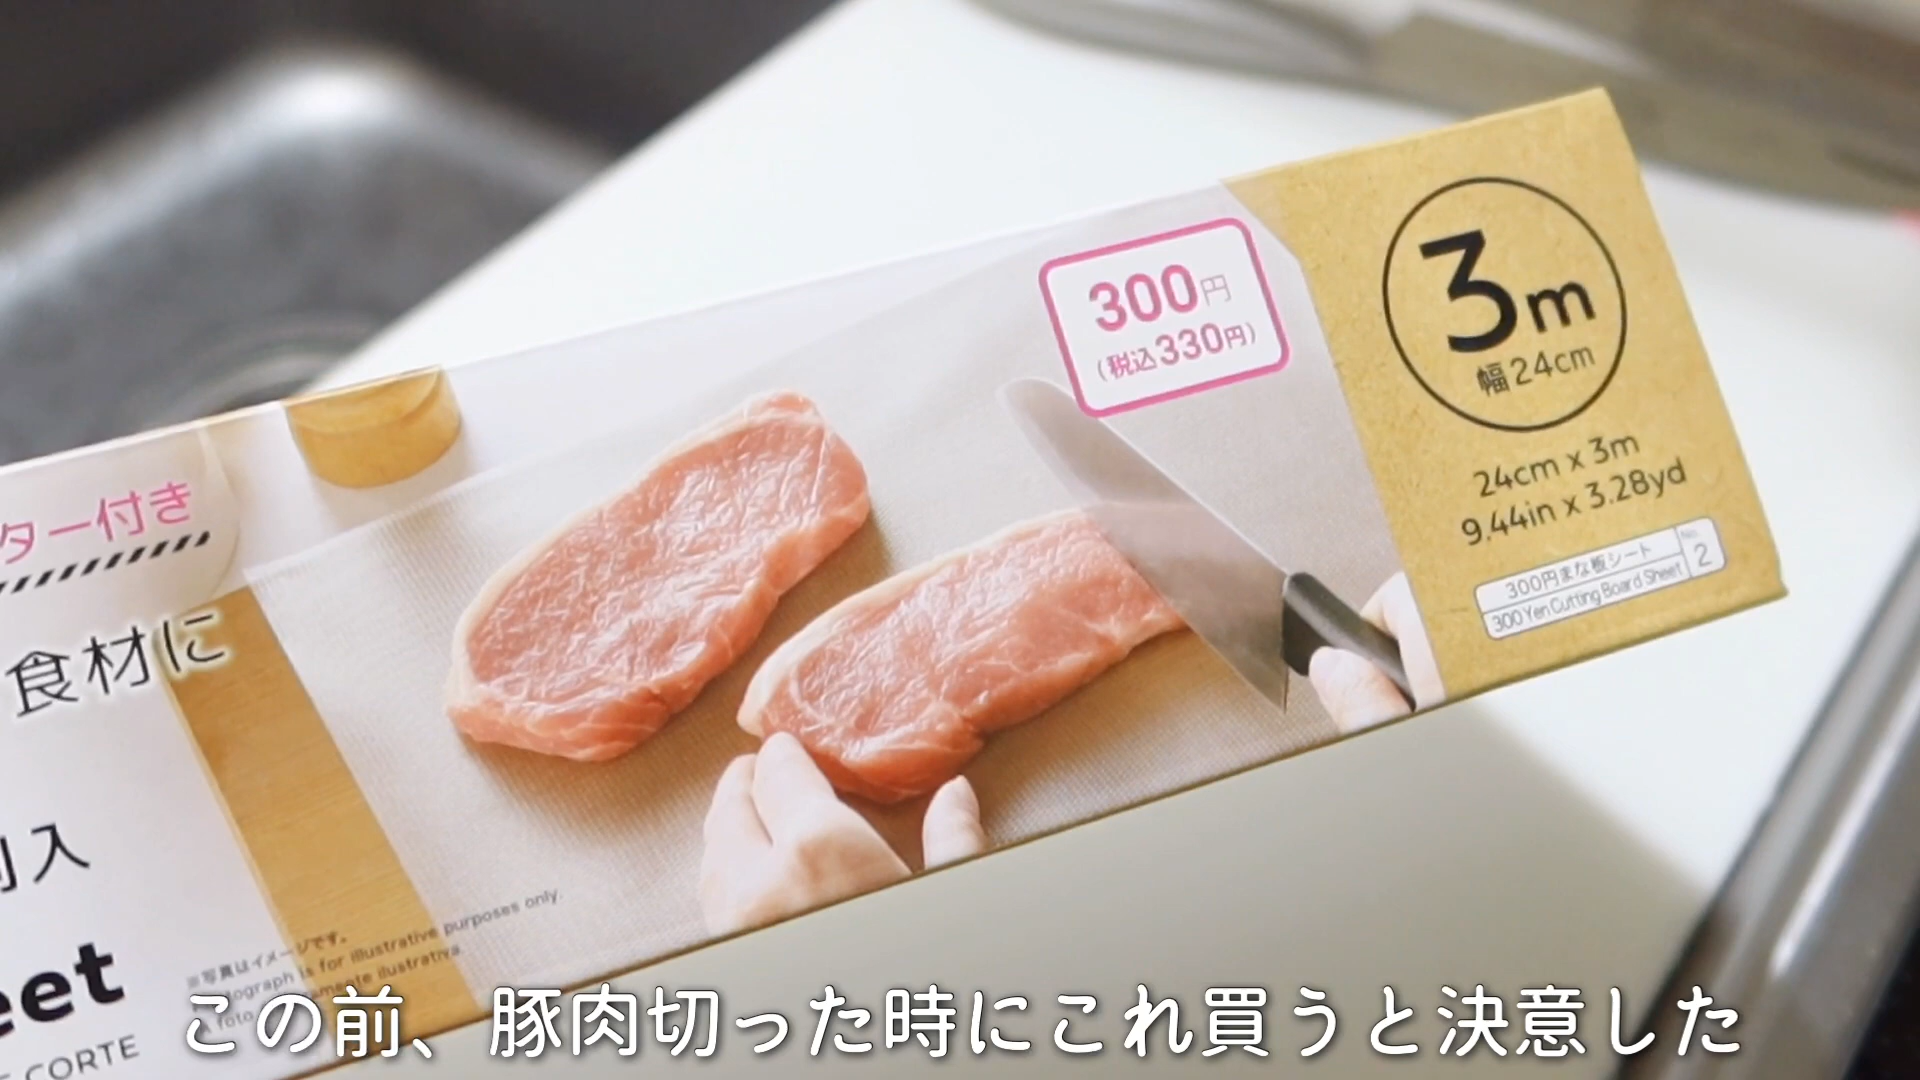 ター付き
食材に
入
eet
CORTE
300円
(税込330円)
3m
幅24cm
24cm x 3m
9.44in x 3.28yd
300円まな板シート
300 Yen Cutting Board Sheet
No.
2
※写真はイメージです。
ograph is for illustrative purposes only.
foto mente ilustrativa.
この前、豚肉切った時にこれ買うと決意した